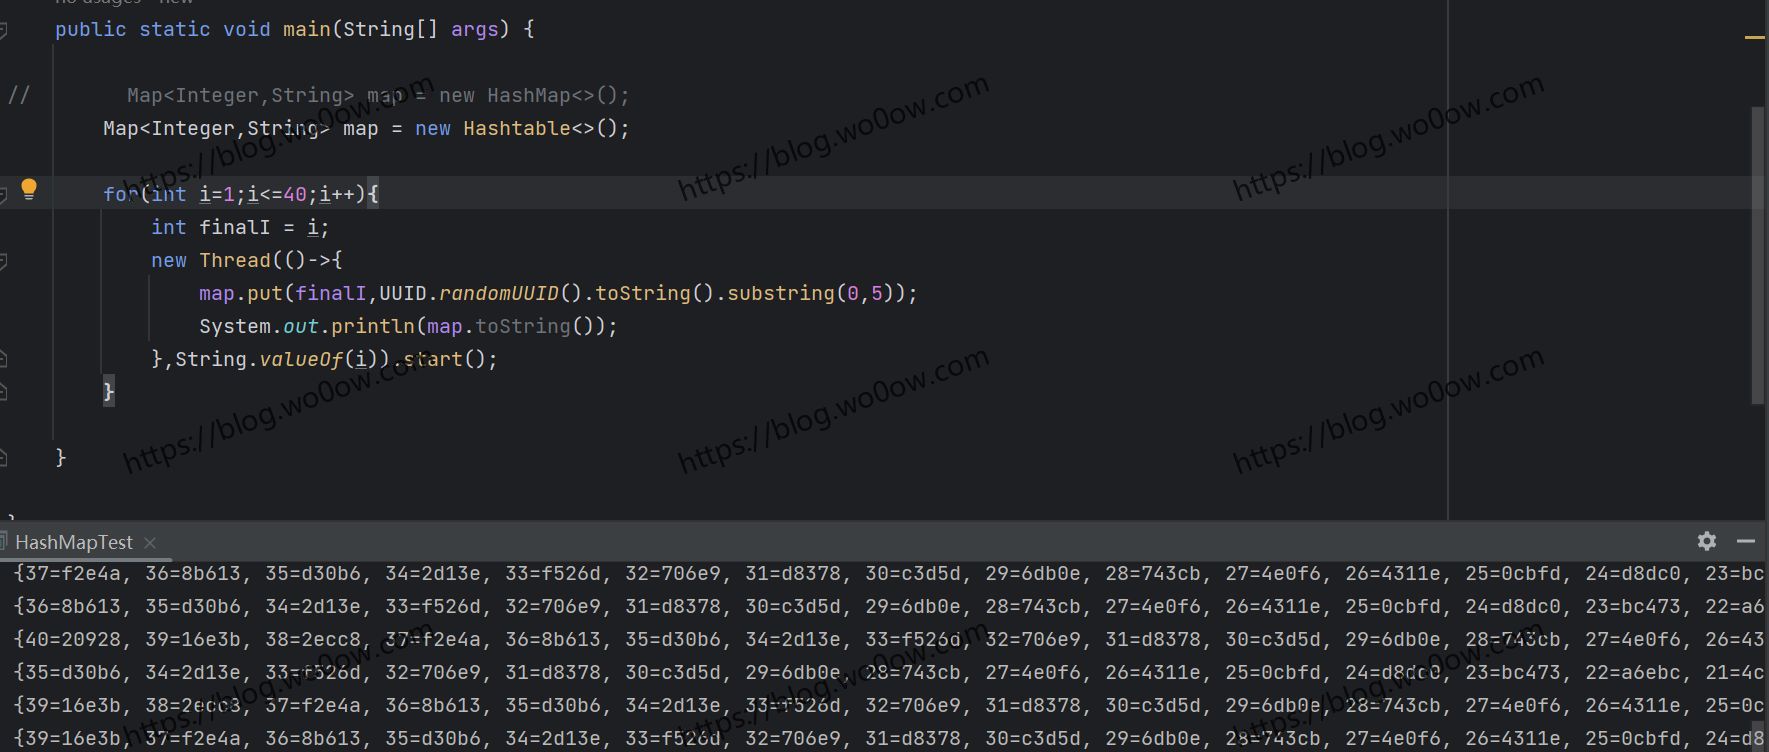 no usages   new
public static void main(String[] args) {
//        Map<Integer,String> map = new HashMap<>();
Map<Integer,String> map = new Hashtable<>();
for(int i=1;i<=40;i++){
int finalI = i;
new Thread(()->{
map.put(finalI,UUID.randomUUID().toString().substring(0,5));
System.out.println(map.toString());
},String.valueOf(i)).start();
}
}
HashMapTest
{37=f2e4a, 36=8b613, 35=d30b6, 34=2d13e, 33=f526d, 32=706e9, 31=d8378, 30=c3d5d, 29=6db0e, 28=743cb, 27=4e0f6, 26=4311e, 25=0cbfd, 24=d8dc0, 23=bc
{36=8b613, 35=d30b6, 34=2d13e, 33=f526d, 32=706e9, 31=d8378, 30=c3d5d, 29=6db0e, 28=743cb, 27=4e0f6, 26=4311e, 25=0cbfd, 24=d8dc0, 23=bc473, 22=a6
{40=20928, 39=16e3b, 38=2ecc8, 37=f2e4a, 36=8b613, 35=d30b6, 34=2d13e, 33=f526d, 32=706e9, 31=d8378, 30=c3d5d, 29=6db0e, 28=743cb, 27=4e0f6, 26=43
{35=d30b6, 34=2d13e, 33=f526d, 32=706e9, 31=d8378, 30=c3d5d, 29=6db0e, 28=743cb, 27=4e0f6, 26=4311e, 25=0cbfd, 24=d8dc0, 23=bc473, 22=a6ebc, 21=4c
{39=16e3b, 38=2ecc8, 37=f2e4a, 36=8b613, 35=d30b6, 34=2d13e, 33=f526d, 32=706e9, 31=d8378, 30=c3d5d, 29=6db0e, 28=743cb, 27=4e0f6, 26=4311e, 25=0c
{39=16e3b, 37=f2e4a, 36=8b613, 35=d30b6, 34=2d13e, 33=f526d, 32=706e9, 31=d8378, 30=c3d5d, 29=6db0e, 28=743cb, 27=4e0f6, 26=4311e, 25=0cbfd, 24=d8
https://blog.wo0ow.com
https://blog.wo0ow.com
https://blog.wo0ow.com
https://blog.wo0ow.com
https://blog.wo0ow.com
https://blog.wo0ow.com
https://blog.wo0ow.com
https://blog.wo0ow.com
https://blog.wo0ow.com